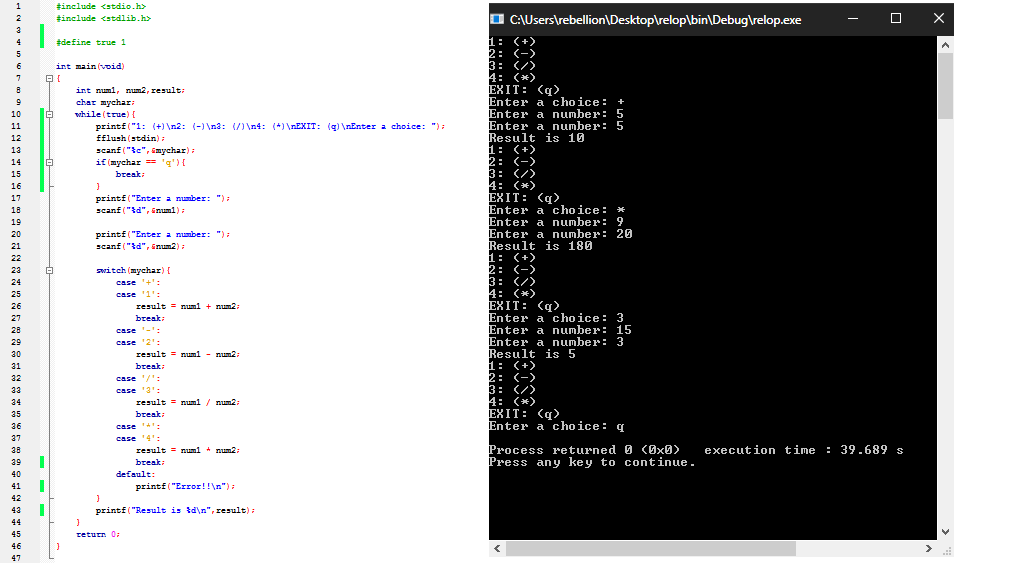 1 #include <stdio.h>
2 #include <stdlib.h>
3
4 #define true 1
5
6 int main(void)
7 {
8 int num1, num2,result;
9 char mychar;
10 while(true){
11 printf("1: (+)\n2: (-)\n3: (/)\n4: (*)\nEXIT: (q)\nEnter a choice: ");
12 fflush(stdin);
13 scanf("%c",&mychar);
14 if(mychar == 'q'){
15 break;
16 }
17 printf("Enter a number: ");
18 scanf("%d",&num1);
19
20 printf("Enter a number: ");
21 scanf("%d",&num2);
22
23 switch(mychar){
24 case '+':
25 case '1':
26 result = num1 + num2;
27 break;
28 case '-':
29 case '2':
30 result = num1 - num2;
31 break;
32 case '/':
33 case '3':
34 result = num1 / num2;
35 break;
36 case '*':
37 case '4':
38 result = num1 * num2;
39 break;
40 default:
41 printf("Error!!\n");
42 }
43 printf("Result is %d\n",result);
44 }
45 return 0;
46 }
47
C:\Users\rebellion\Desktop\relop\bin\Debug\relop.exe
1: (+)
2: (-)
3: (/)
4: (*)
EXIT: (q)
Enter a choice: +
Enter a number: 5
Enter a number: 5
Result is 10
1: (+)
2: (-)
3: (/)
4: (*)
EXIT: (q)
Enter a choice: *
Enter a number: 9
Enter a number: 20
Result is 180
1: (+)
2: (-)
3: (/)
4: (*)
EXIT: (q)
Enter a choice: 3
Enter a number: 15
Enter a number: 3
Result is 5
1: (+)
2: (-)
3: (/)
4: (*)
EXIT: (q)
Enter a choice: q
Process returned 0 (0x0)   execution time : 39.689 s
Press any key to continue.